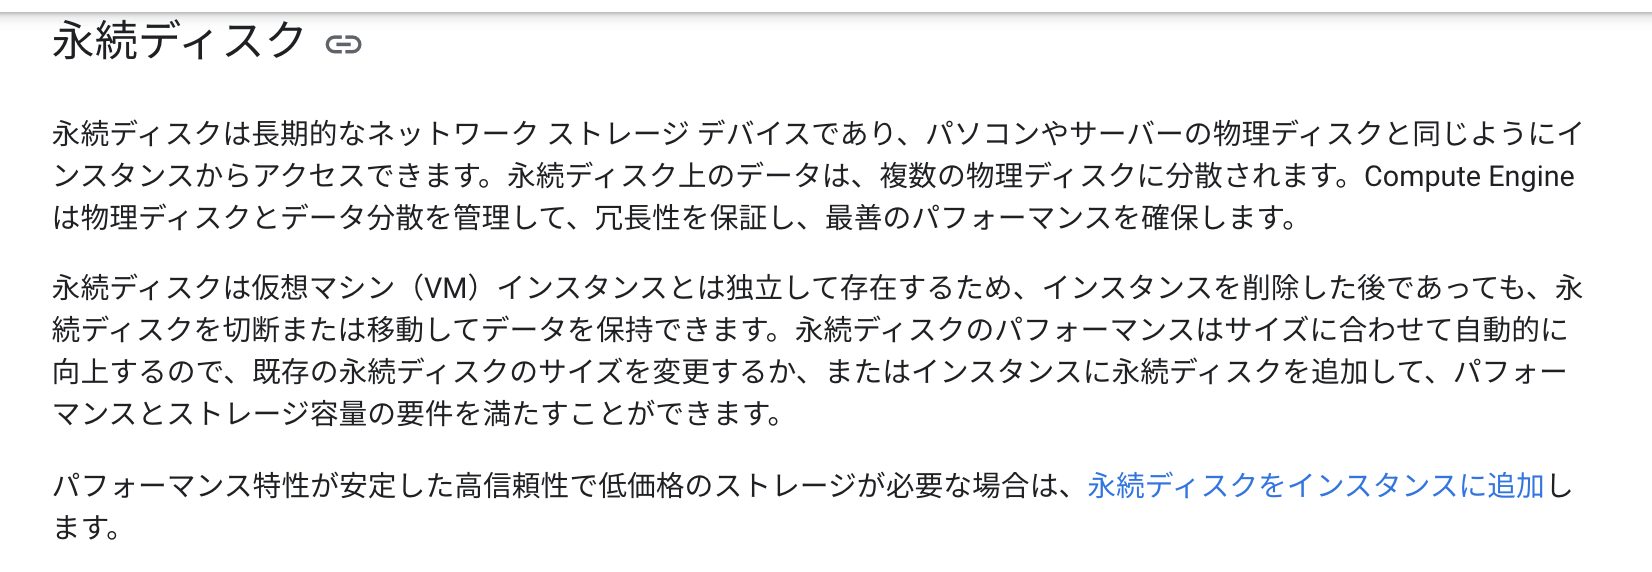 永続ディスク
永続ディスクは長期的なネットワーク ストレージ デバイスであり、パソコンやサーバーの物理ディスクと同じようにイ
ンスタンスからアクセスできます。永続ディスク上のデータは、複数の物理ディスクに分散されます。Compute Engine
は物理ディスクとデータ分散を管理して、冗長性を保証し、最善のパフォーマンスを確保します。
永続ディスクは仮想マシン（VM）インスタンスとは独立して存在するため、インスタンスを削除した後であっても、永
続ディスクを切断または移動してデータを保持できます。永続ディスクのパフォーマンスはサイズに合わせて自動的に
向上するので、既存の永続ディスクのサイズを変更するか、またはインスタンスに永続ディスクを追加して、パフォー
マンスとストレージ容量の要件を満たすことができます。
パフォーマンス特性が安定した高信頼性で低価格のストレージが必要な場合は、永続ディスクをインスタンスに追加し
ます。